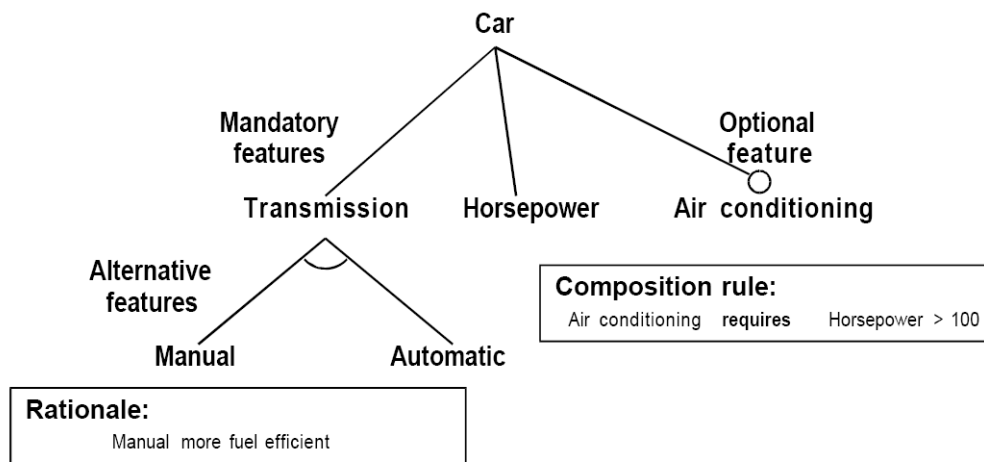 Car
Mandatory
features
Optional
feature
Transmission
Horsepower
Air conditioning
Alternative
features
Composition rule:
Air conditioning requires Horsepower > 100
Manual
Automatic
Rationale:
Manual more fuel efficient